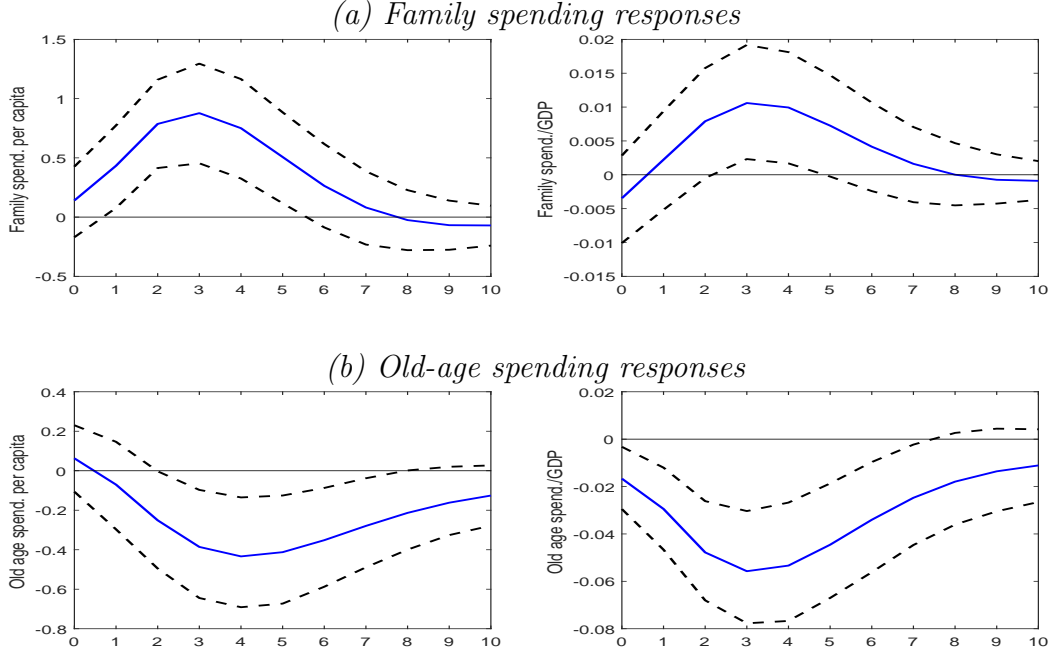 (a) Family spending responses
Family spend. per capita
1.5
1
0.5
0
-0.5
0 1 2 3 4 5 6 7 8 9 10
Family spend./GDP
0.02
0.015
0.01
0.005
0
-0.005
-0.01
-0.015
0 1 2 3 4 5 6 7 8 9 10
(b) Old-age spending responses
Old age spend. per capita
0.4
0.2
0
-0.2
-0.4
-0.6
-0.8
0 1 2 3 4 5 6 7 8 9 10
Old age spend./GDP
0.02
0
-0.02
-0.04
-0.06
-0.08
0 1 2 3 4 5 6 7 8 9 10